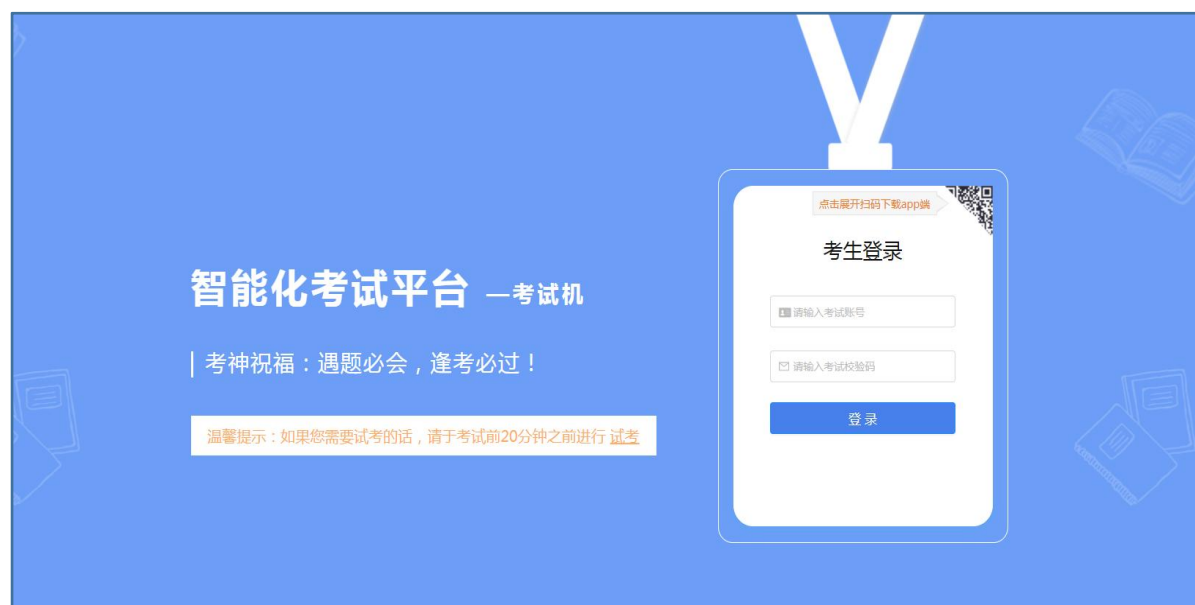 点击展开扫码下载app端
考生登录
智能化考试平台 —考试机
请输入考试账号
考神祝福：遇题必会，逢考必过！
请输入考试校验码
登录
温馨提示：如果您需要试考的话，请于考试前20分钟之前进行 试考